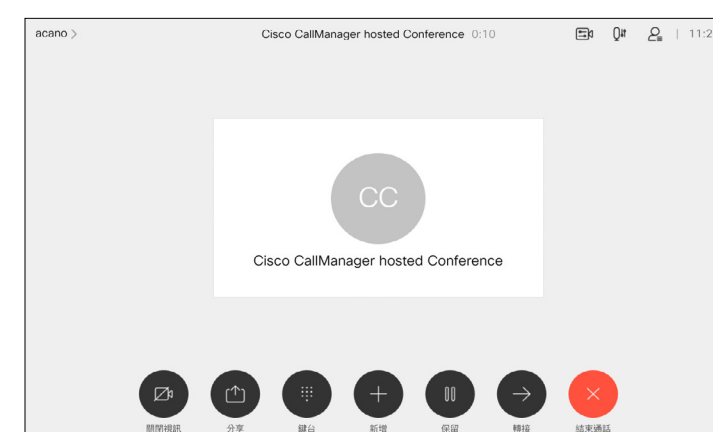 acano >
Cisco CallManager hosted Conference 0:10
11:2
CC
Cisco CallManager hosted Conference
關閉視訊
分享
鍵台
新增
保留
轉接
結束通話